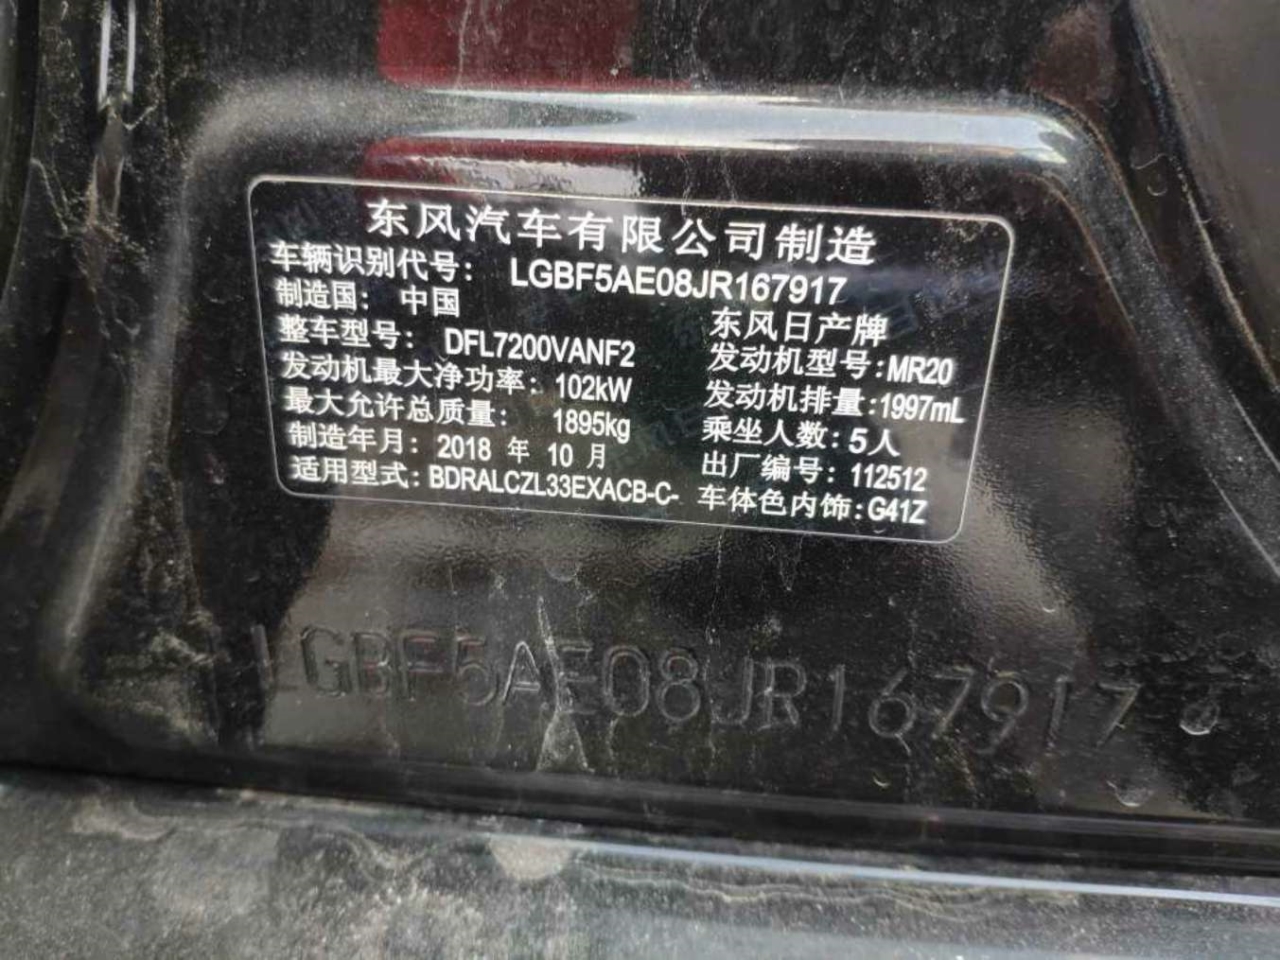 东风汽车有限公司制造
车辆识别代号: LGBF5AE08JR167917
制造国: 中国 东风日产牌
整车型号: DFL7200VANF2 发动机型号:MR20
发动机最大净功率: 102kW 发动机排量:1997mL
最大允许总质量: 1895kg 乘坐人数:5人
制造年月: 2018 年 10 月 出厂编号: 112512
适用型式: BDRALCZL33EXACB-C- 车体色内饰:G41Z
LGBF5AE08JR167917